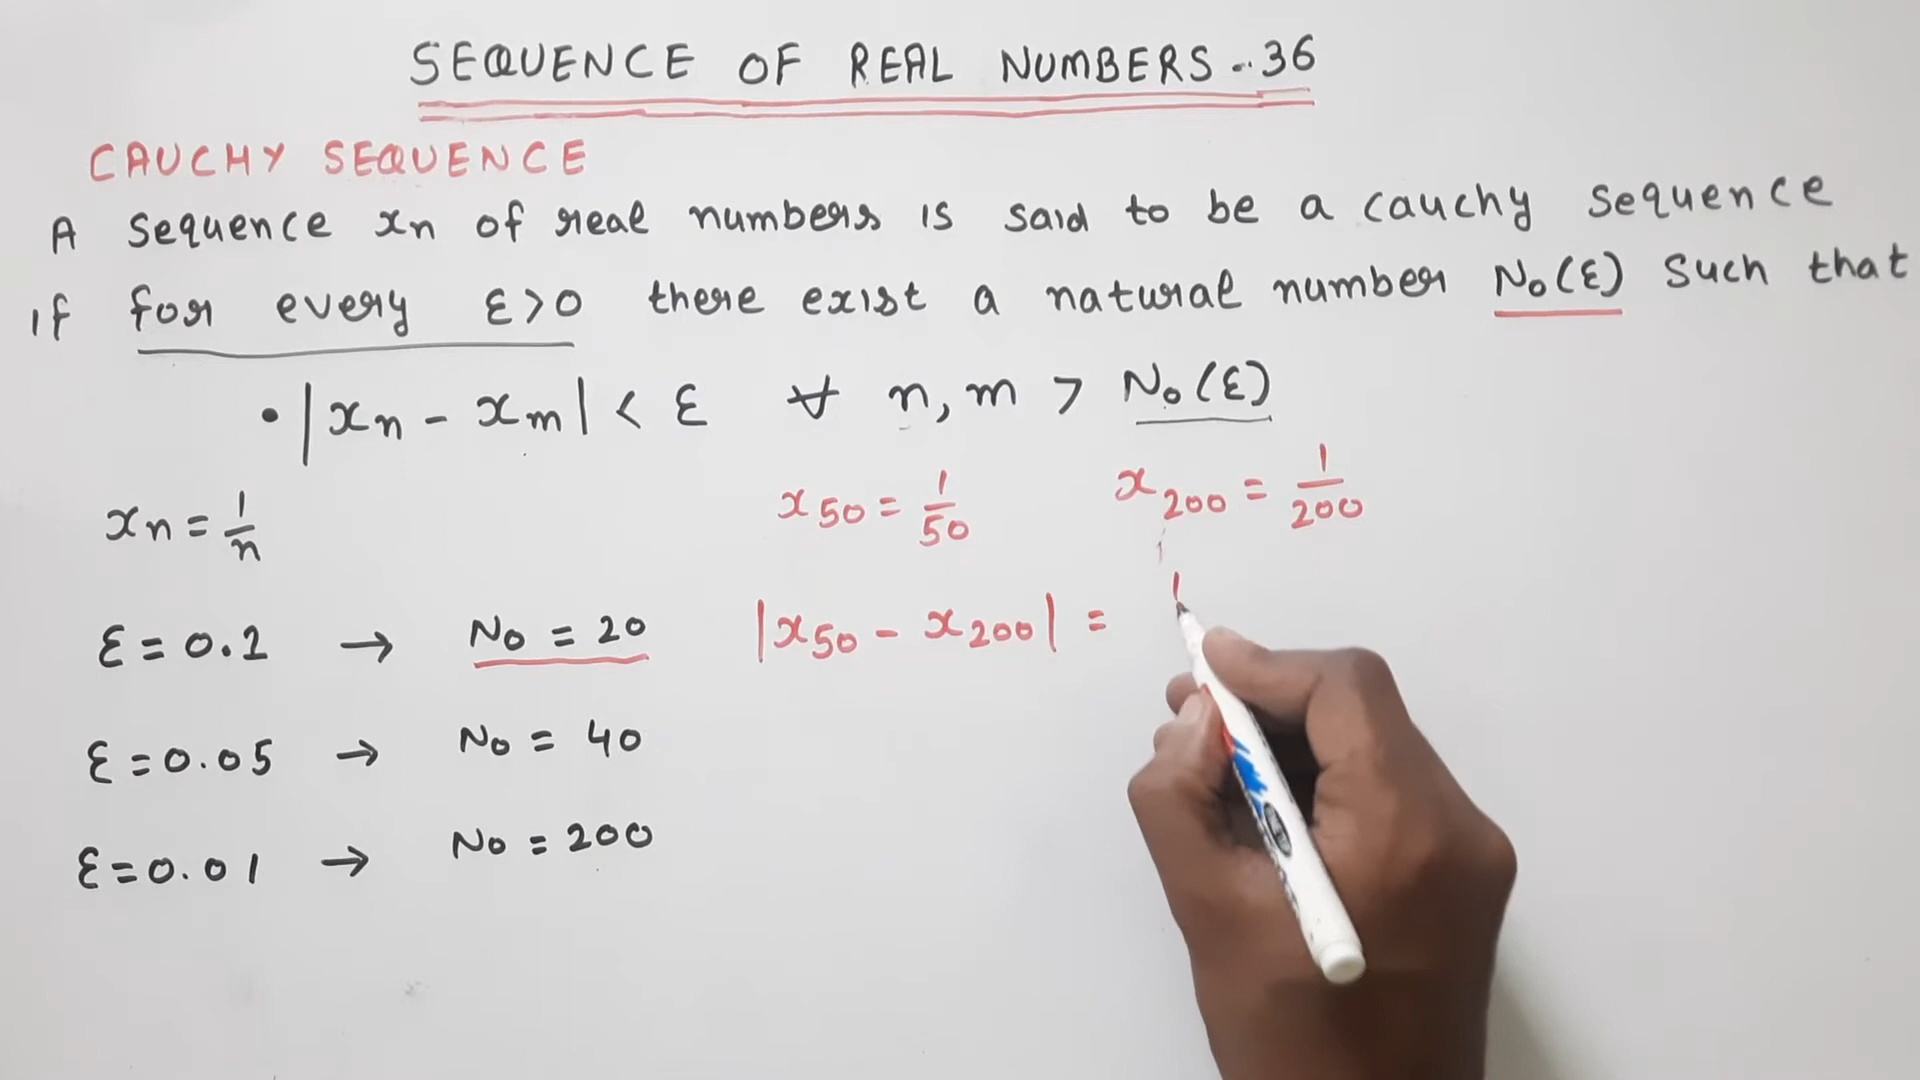 SEQUENCE OF REAL NUMBERS -- 36
CAUCHY SEQUENCE
A sequence xn of real numbers is said to be a cauchy sequence
if for every ε>0 there exist a natural number N₀(ε) such that
• |xn - xm| < ε ∀ n, m > N₀(ε)
xn = 1/n
x50 = 1/50
x200 = 1/200
ε = 0.1 → N₀ = 20
|x50 - x200| = 1
ε = 0.05 → N₀ = 40
ε = 0.01 → N₀ = 200